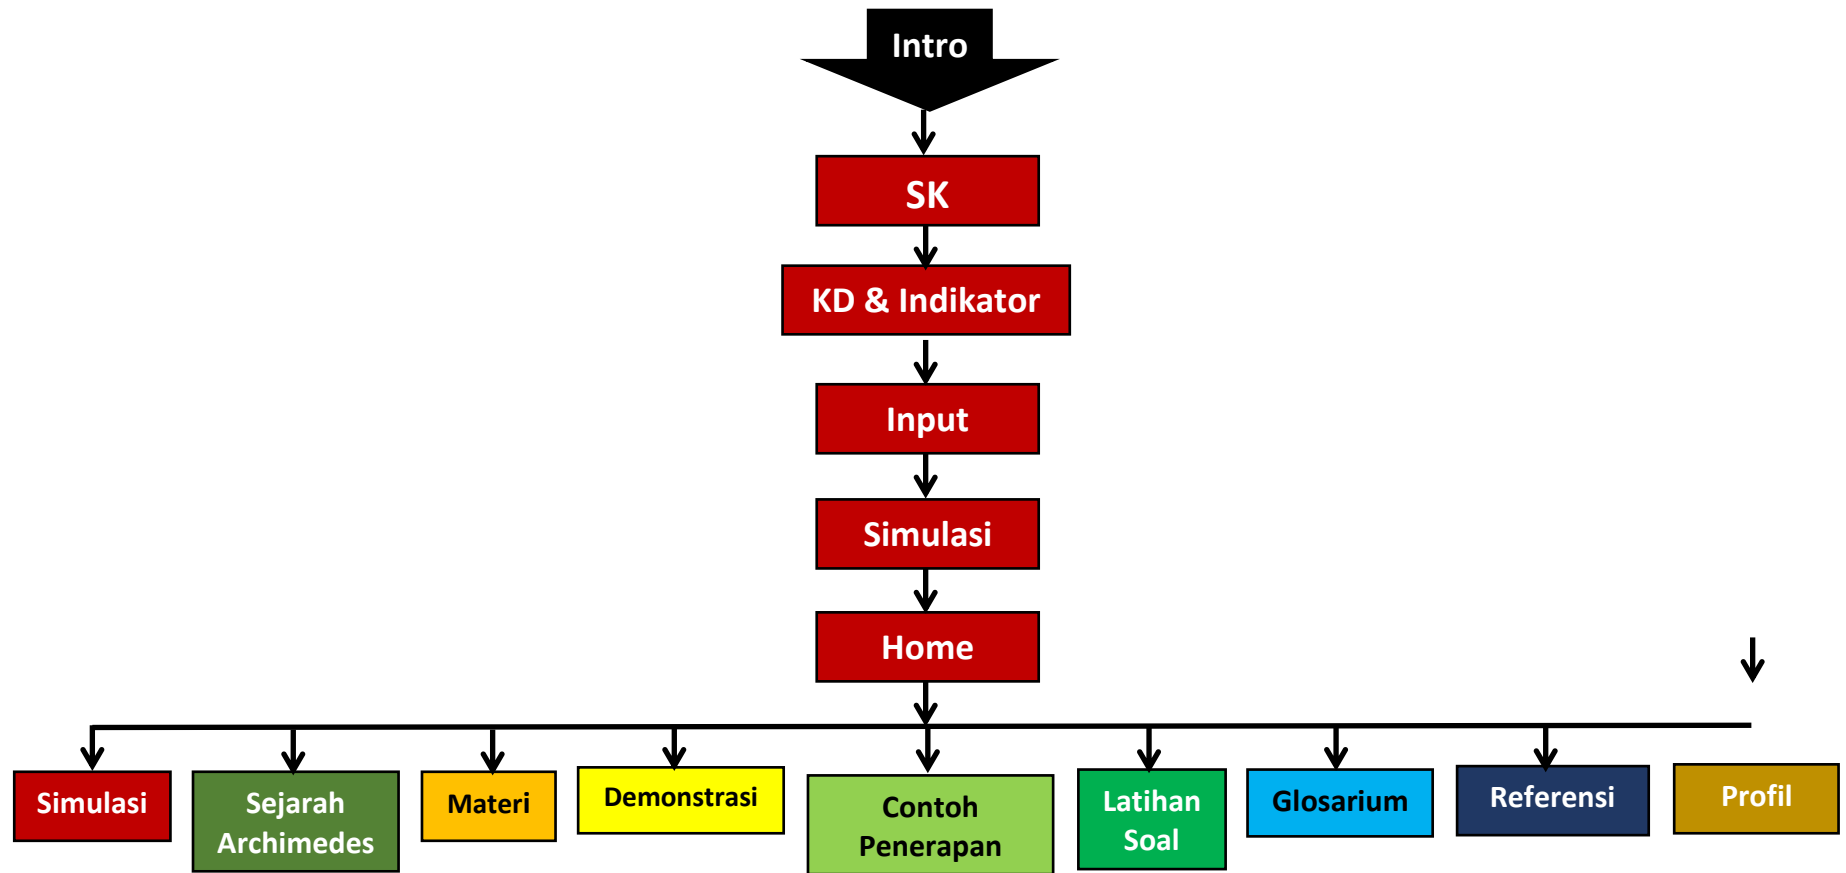 Intro
SK
KD & Indikator
Input
Simulasi
Home
Simulasi
Sejarah
Archimedes
Materi
Demonstrasi
Contoh
Penerapan
Latihan
Soal
Glosarium
Referensi
Profil